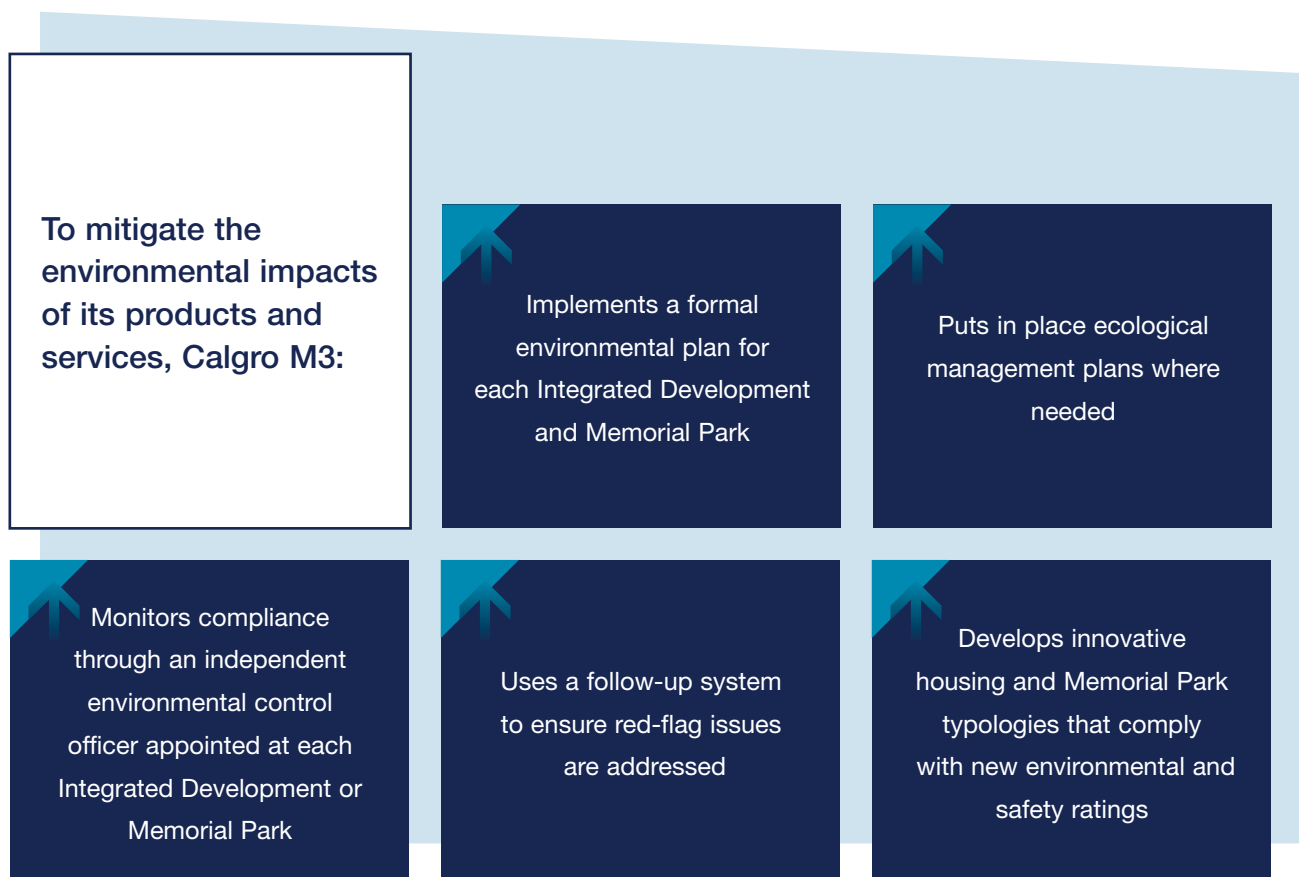 To mitigate the
environmental impacts
of its products and
services, Calgro M3:
Implements a formal
environmental plan for
each Integrated Development
and Memorial Park
Puts in place ecological
management plans where
needed
Monitors compliance
through an independent
environmental control
officer appointed at each
Integrated Development or
Memorial Park
Uses a follow-up system
to ensure red-flag issues
are addressed
Develops innovative
housing and Memorial Park
typologies that comply
with new environmental and
safety ratings